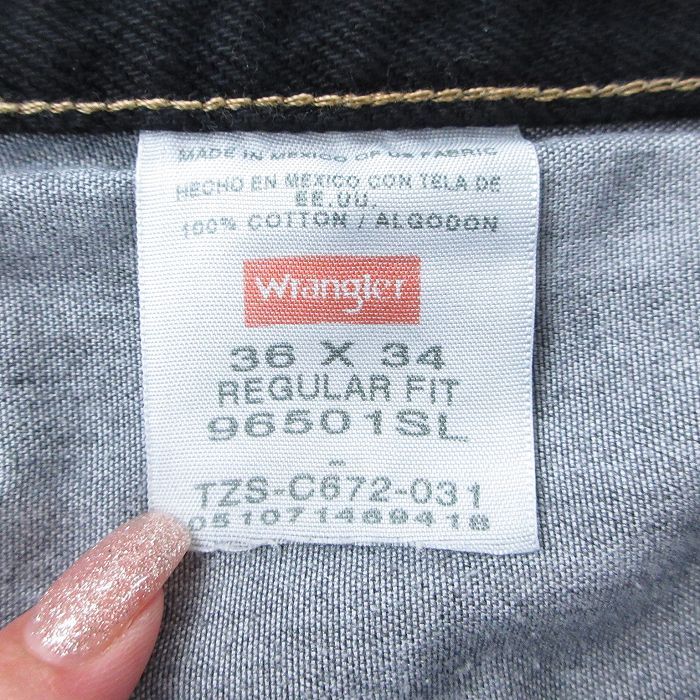 MADE IN MEXICO OF US FABRIC
HECHO EN MEXICO CON TELA DE
EE.UU.
100% COTTON / ALGODON
Wrangler
36 X 34
REGULAR FIT
96501SL
-
TZS-C672-031
051071469418